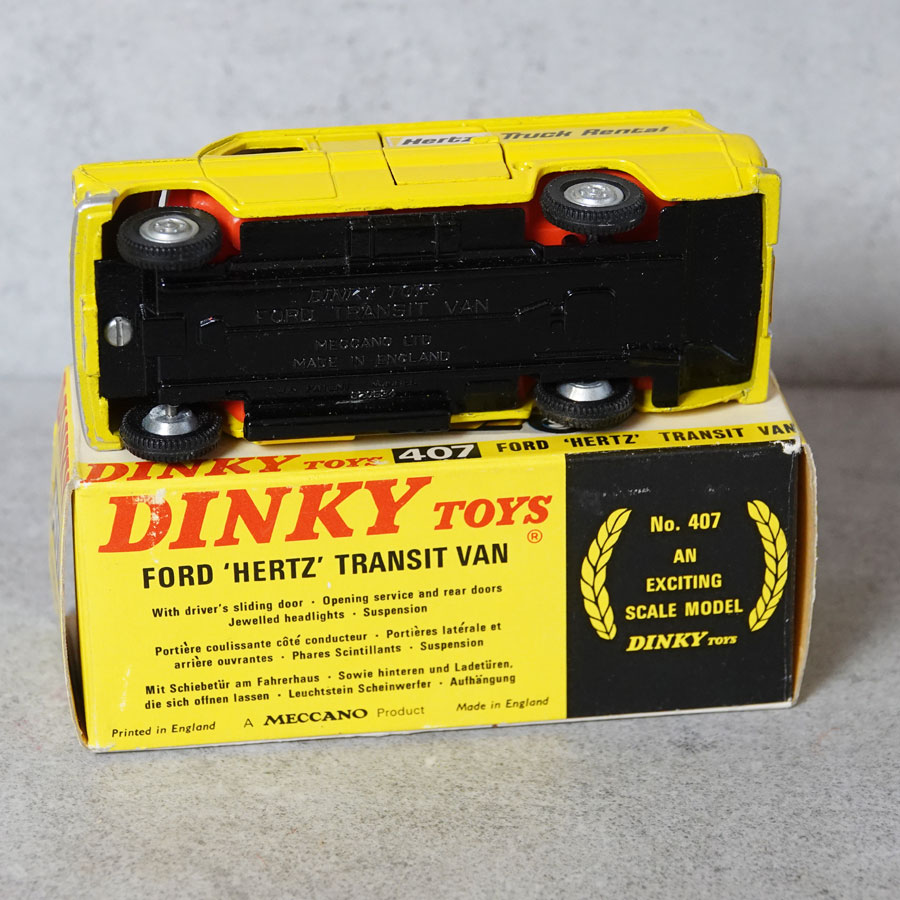 Hertz Truck Rental
DINKY TOYS
FORD TRANSIT VAN
MECCANO LTD
MADE IN ENGLAND
DINKY TOYS 407 FORD 'HERTZ' TRANSIT VAN
DINKY TOYS ®
FORD 'HERTZ' TRANSIT VAN
With driver's sliding door · Opening service and rear doors
Jewelled headlights · Suspension
Portière coulissante côté conducteur · Portières latérale et
arrière ouvrantes · Phares Scintillants · Suspension
Mit Schiebetür am Fahrerhaus · Sowie hinteren und Ladetüren,
die sich offnen lassen · Leuchtstein Scheinwerfer · Aufhängung
Printed in England A MECCANO Product Made in England
No. 407
AN
EXCITING
SCALE MODEL
DINKY TOYS